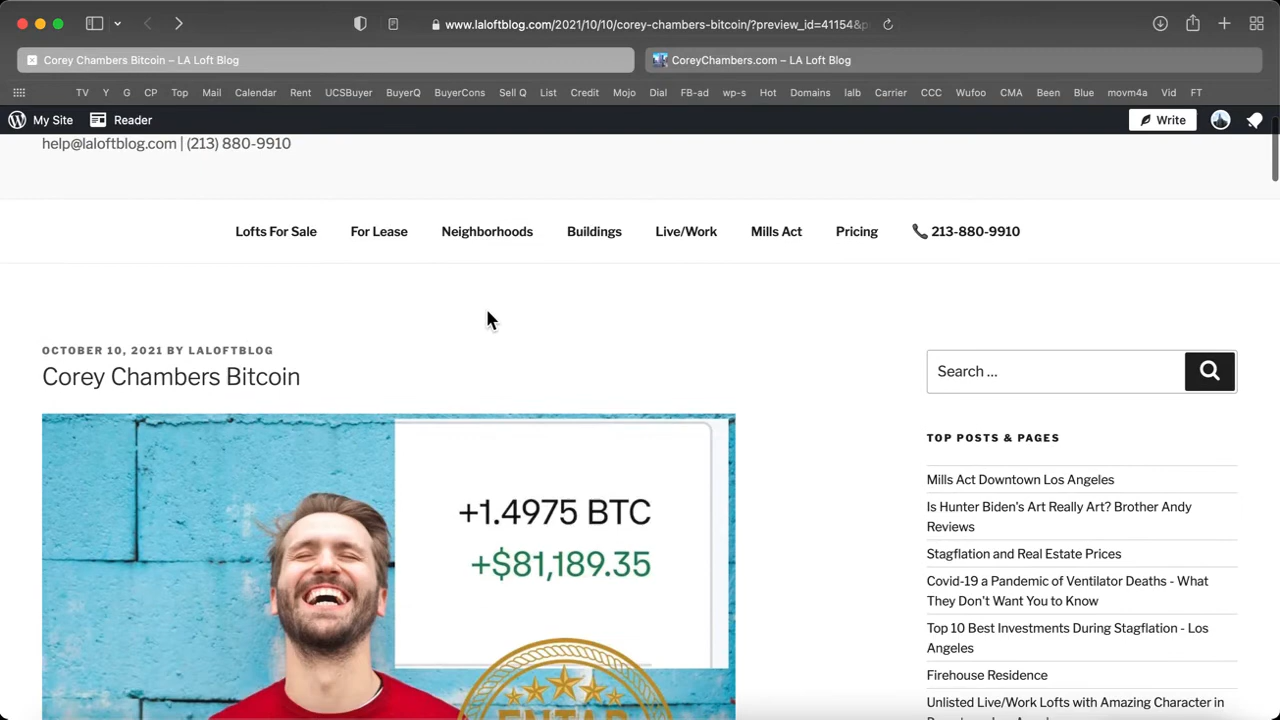 www.laloftblog.com/2021/10/10/corey-chambers-bitcoin/?preview_id=41154&p
Corey Chambers Bitcoin – LA Loft Blog
CoreyChambers.com – LA Loft Blog
TV Y G CP Top Mail Calendar Rent UCSBuyer BuyerQ BuyerCons Sell Q List Credit Mojo Dial FB-ad wp-s Hot Domains lalb Carrier CCC Wufoo CMA Been Blue movm4a Vid FT
My Site Reader Write
help@laloftblog.com | (213) 880-9910
Lofts For Sale For Lease Neighborhoods Buildings Live/Work Mills Act Pricing 213-880-9910
OCTOBER 10, 2021 BY LALOFTBLOG
Corey Chambers Bitcoin
+1.4975 BTC
+$81,189.35
Search …
TOP POSTS & PAGES
Mills Act Downtown Los Angeles
Is Hunter Biden's Art Really Art? Brother Andy
Reviews
Stagflation and Real Estate Prices
Covid-19 a Pandemic of Ventilator Deaths - What
They Don't Want You to Know
Top 10 Best Investments During Stagflation - Los
Angeles
Firehouse Residence
Unlisted Live/Work Lofts with Amazing Character in